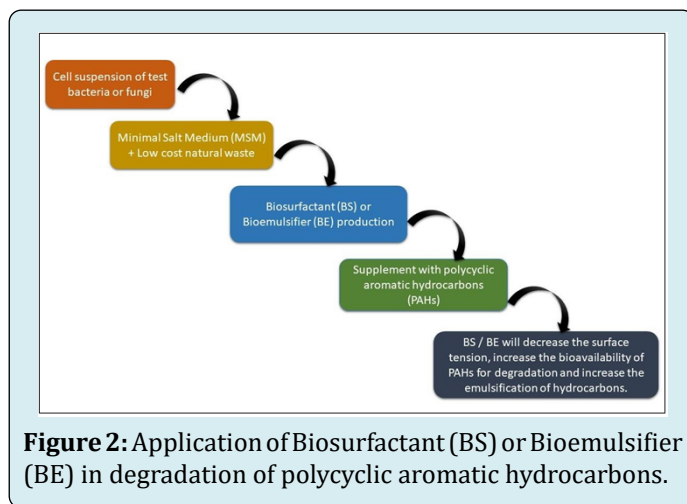 Cell suspension of test
bacteria or fungi
Minimal Salt Medium (MSM)
+ Low cost natural waste
Biosurfactant (BS) or
Bioemulsifier (BE) production
Supplement with polycyclic
aromatic hydrocarbons
(PAHs)
BS / BE will decrease the surface
tension, increase the bioavailability of
PAHs for degradation and increase the
emulsification of hydrocarbons.
Figure 2: Application of Biosurfactant (BS) or Bioemulsifier
(BE) in degradation of polycyclic aromatic hydrocarbons.